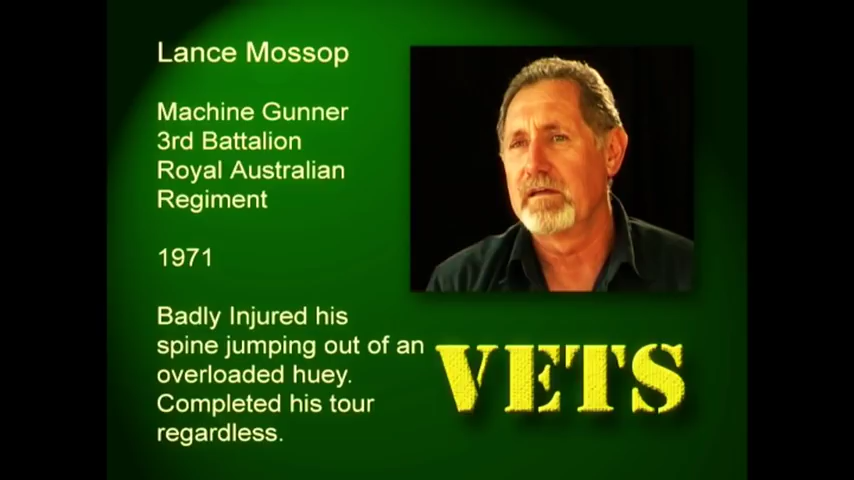 Lance Mossop
Machine Gunner
3rd Battalion
Royal Australian
Regiment
1971
Badly Injured his
spine jumping out of an
overloaded huey.
Completed his tour
regardless.
VETS